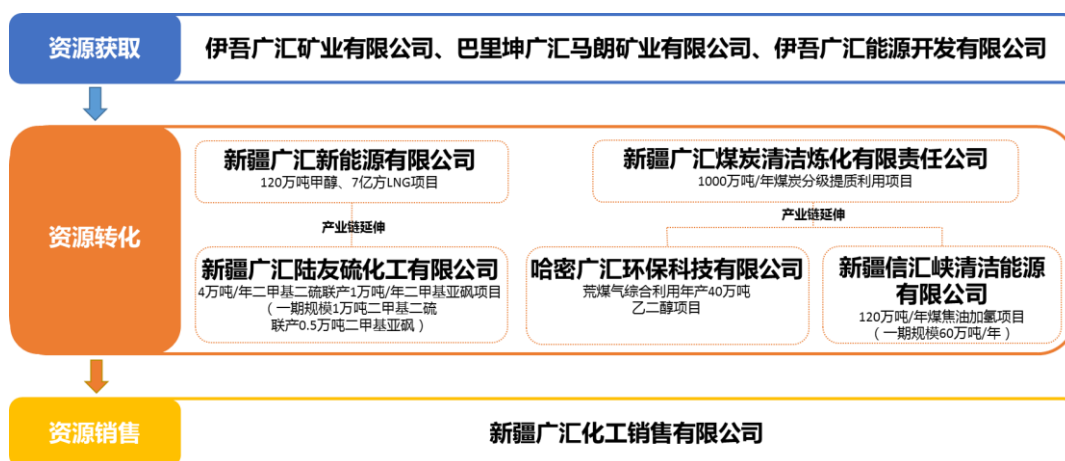 资源获取
伊吾广汇矿业有限公司、巴里坤广汇马朗矿业有限公司、伊吾广汇能源开发有限公司
资源转化
新疆广汇新能源有限公司
120万吨甲醇、7亿方LNG项目
新疆广汇煤炭清洁炼化有限责任公司
1000万吨/年煤炭分级提质利用项目
产业链延伸
产业链延伸
新疆广汇陆友硫化工有限公司
4万吨/年二甲基二硫联产1万吨/年二甲基亚砜项目
（一期规模1万吨二甲基二硫
联产0.5万吨二甲基亚砜）
哈密广汇环保科技有限公司
荒煤气综合利用年产40万吨
乙二醇项目
新疆信汇峡清洁能源
有限公司
120万吨/年煤焦油加氢项目
（一期规模60万吨/年）
资源销售
新疆广汇化工销售有限公司